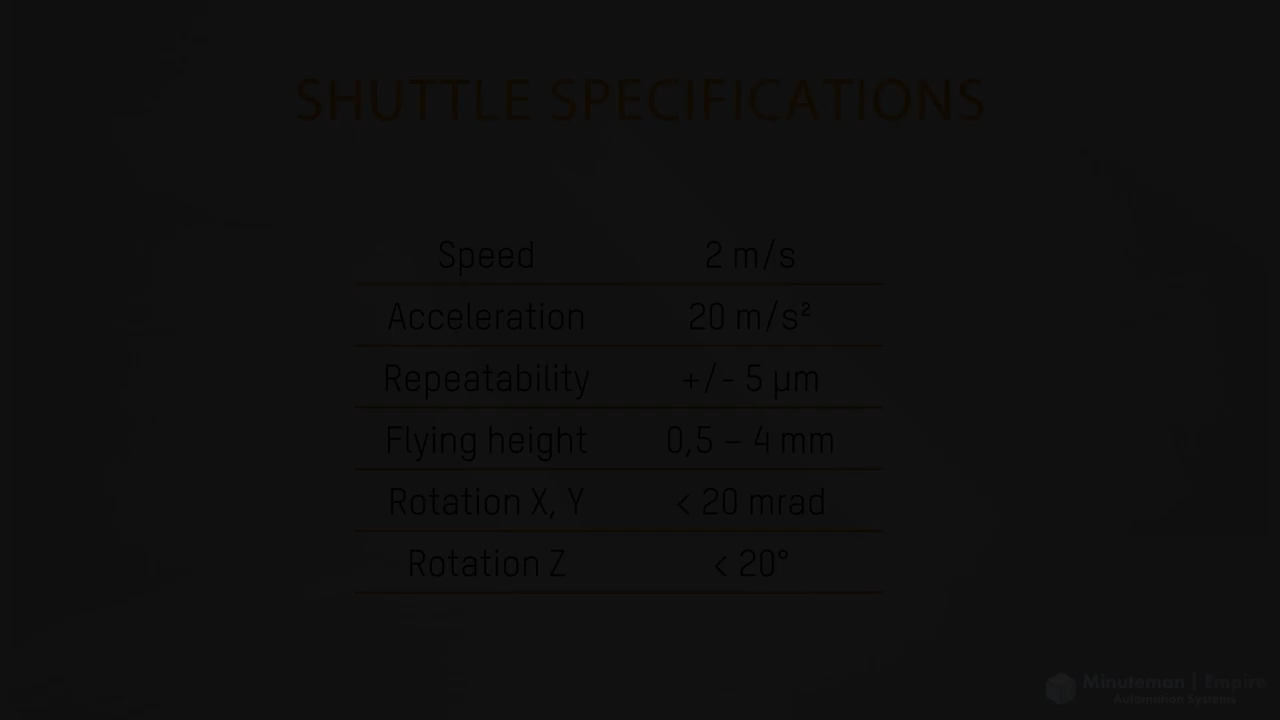 SHUTTLE SPECIFICATIONS
Speed 2 m/s
Acceleration 20 m/s²
Repeatability +/- 5 µm
Flying height 0,5 – 4 mm
Rotation X, Y < 20 mrad
Rotation Z < 20°
Minuteman | Empire
Automation Systems